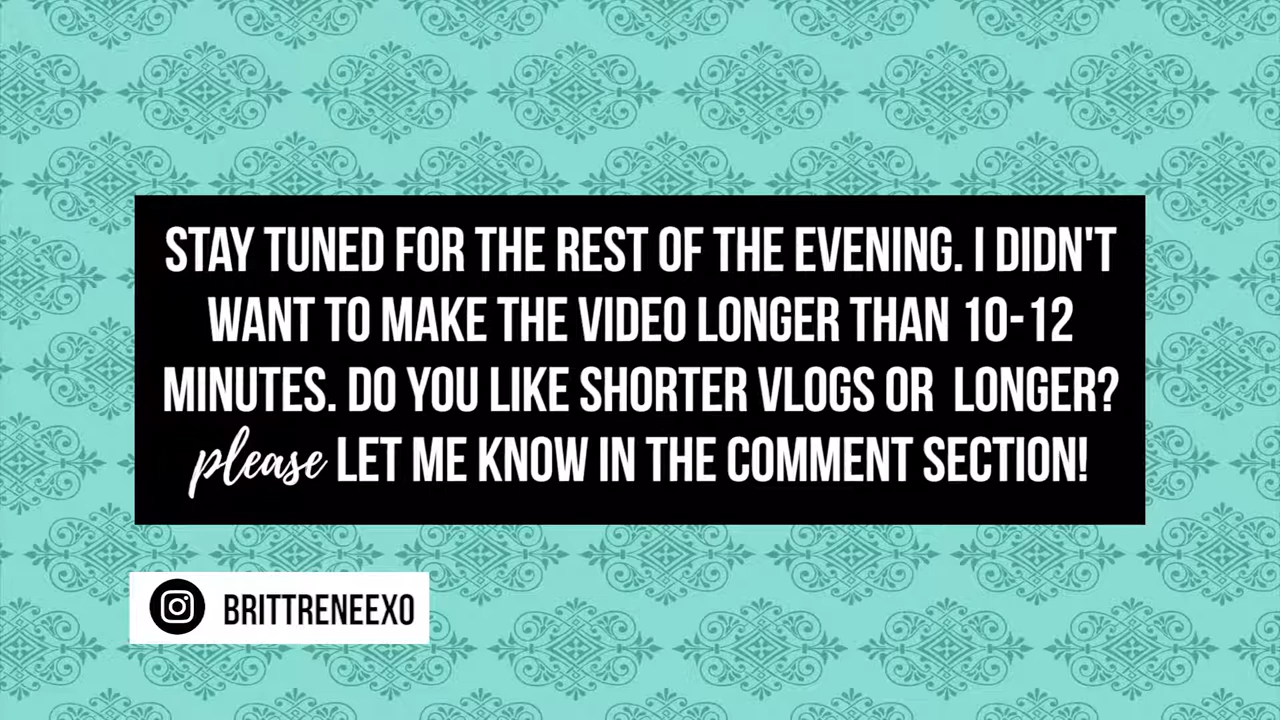 STAY TUNED FOR THE REST OF THE EVENING. I DIDN'T
WANT TO MAKE THE VIDEO LONGER THAN 10-12
MINUTES. DO YOU LIKE SHORTER VLOGS OR LONGER?
please LET ME KNOW IN THE COMMENT SECTION!
BRITTRENEEXO